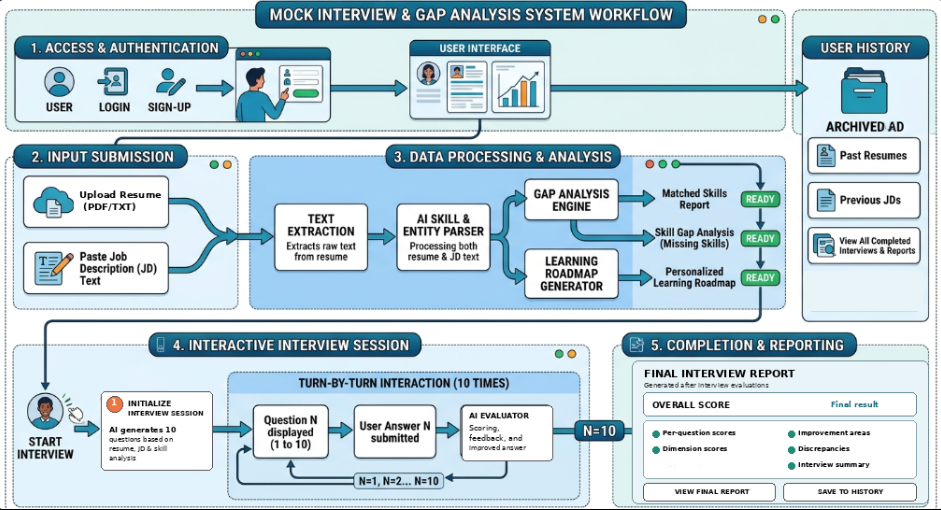 MOCK INTERVIEW & GAP ANALYSIS SYSTEM WORKFLOW
1. ACCESS & AUTHENTICATION
USER
LOGIN
SIGN-UP
USER INTERFACE
USER HISTORY
ARCHIVED AD
Past Resumes
Previous JDs
View All Completed
Interviews & Reports
2. INPUT SUBMISSION
Upload Resume
(PDF/TXT)
Paste Job
Description (JD)
Text
3. DATA PROCESSING & ANALYSIS
TEXT
EXTRACTION
Extracts raw text
from resume
AI SKILL &
ENTITY PARSER
Processing both
resume & JD text
GAP ANALYSIS
ENGINE
LEARNING
ROADMAP
GENERATOR
Matched Skills
Report
READY
Skill Gap Analysis
(Missing Skills)
READY
Personalized
Learning Roadmap
READY
4. INTERACTIVE INTERVIEW SESSION
START
INTERVIEW
1 INITIALIZE
INTERVIEW SESSION
AI generates 10
questions based on
resume, JD & skill
analysis
TURN-BY-TURN INTERACTION (10 TIMES)
Question N
displayed
(1 to 10)
User Answer N
submitted
AI EVALUATOR
Scoring,
feedback, and
improved answer
N=1, N=2... N=10
N=10
5. COMPLETION & REPORTING
FINAL INTERVIEW REPORT
Generated after interview evaluations
OVERALL SCORE
Final result
Per-question scores
Dimension scores
...
Improvement areas
Discrepancies
Interview summary
VIEW FINAL REPORT
SAVE TO HISTORY